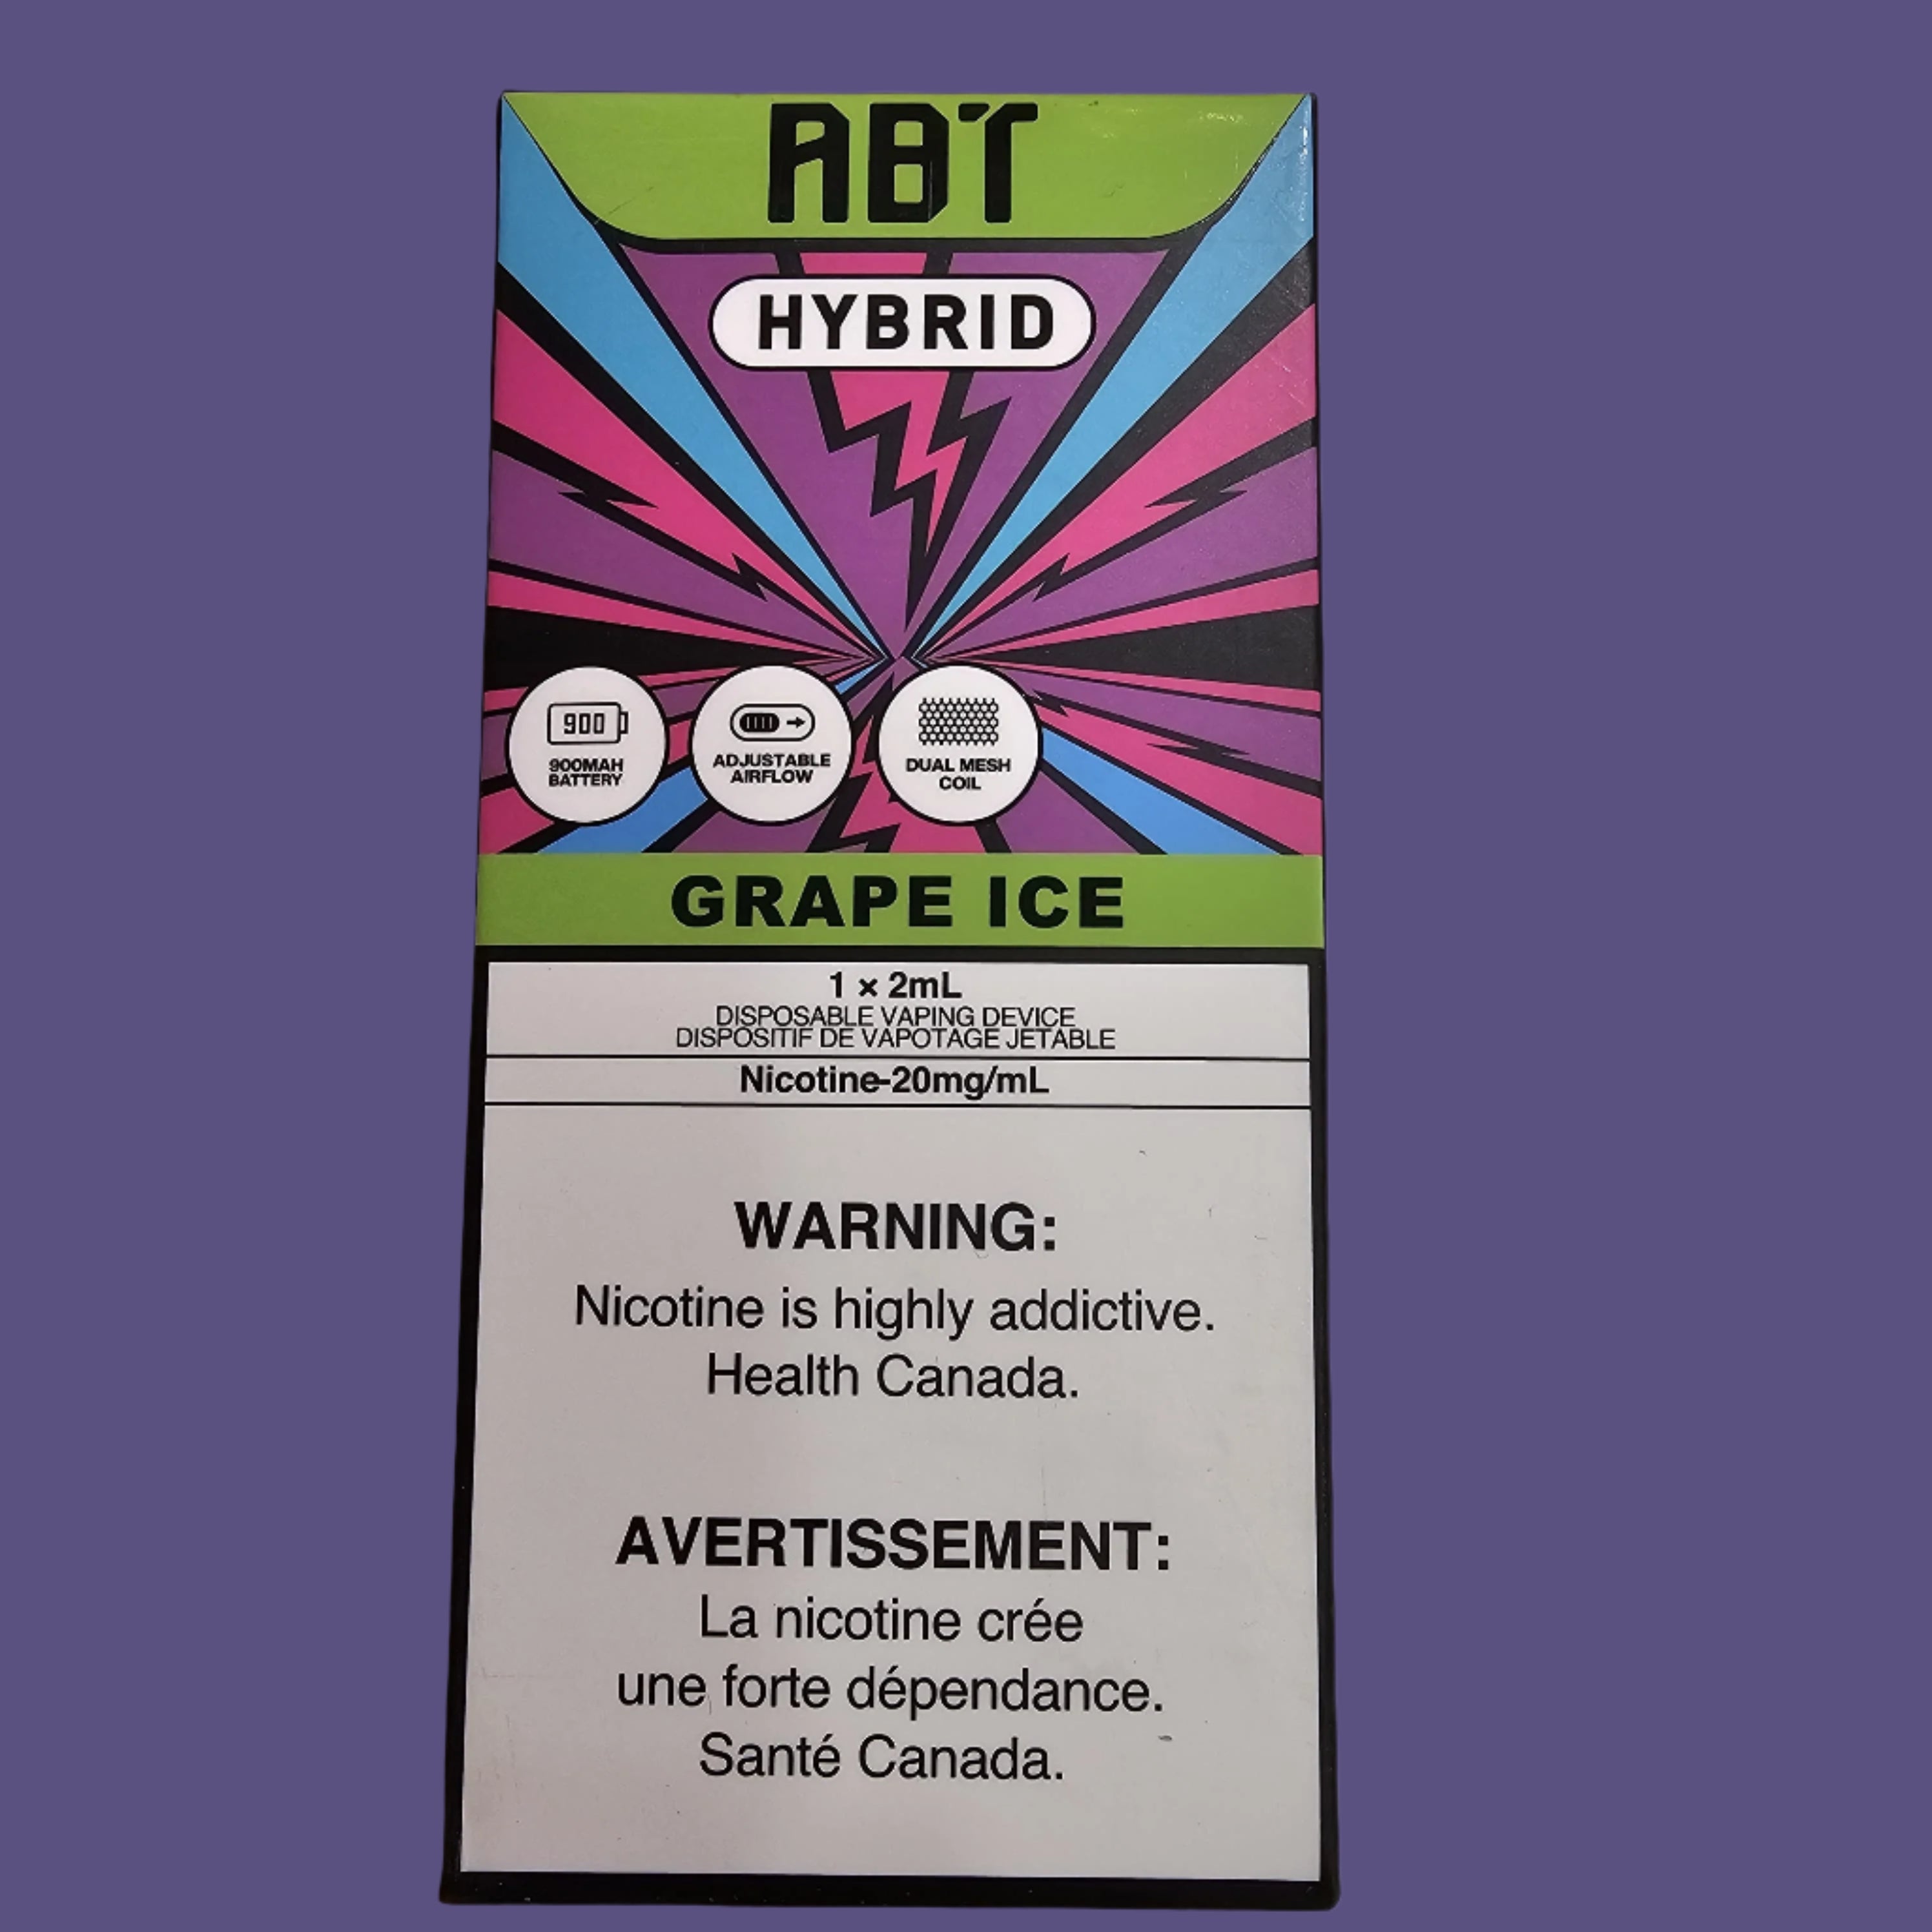 ABT
HYBRID
900
900MAH
BATTERY
ADJUSTABLE
AIRFLOW
DUAL MESH
COIL
GRAPE ICE
1 × 2mL
DISPOSABLE VAPING DEVICE
DISPOSITIF DE VAPOTAGE JETABLE
Nicotine-20mg/mL
WARNING:
Nicotine is highly addictive.
Health Canada.
AVERTISSEMENT:
La nicotine crée
une forte dépendance.
Santé Canada.